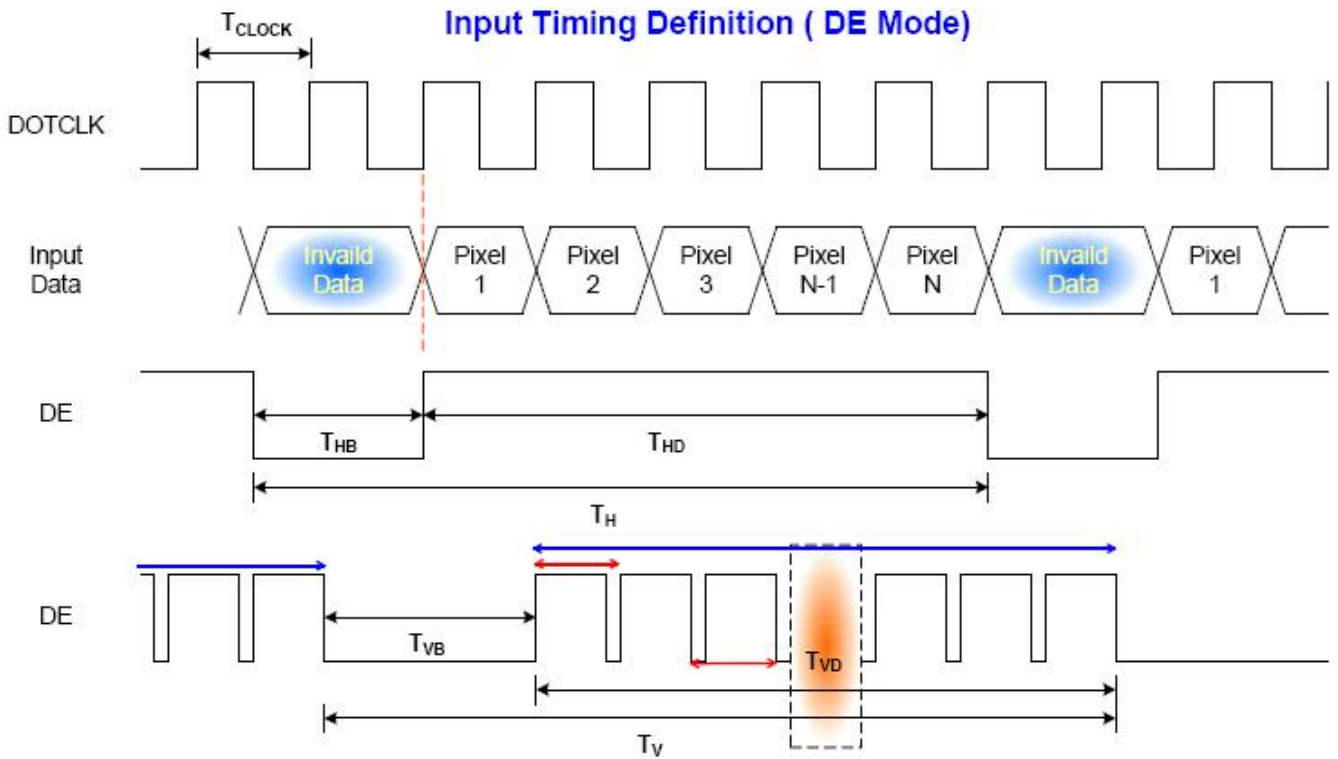 Input Timing Definition ( DE Mode)
TCLOCK
DOTCLK
Input
Data
Invaild
Data
Pixel
1
Pixel
2
Pixel
3
Pixel
N-1
Pixel
N
Invaild
Data
Pixel
1
DE
THB
THD
TH
DE
TVB
TVD
TV